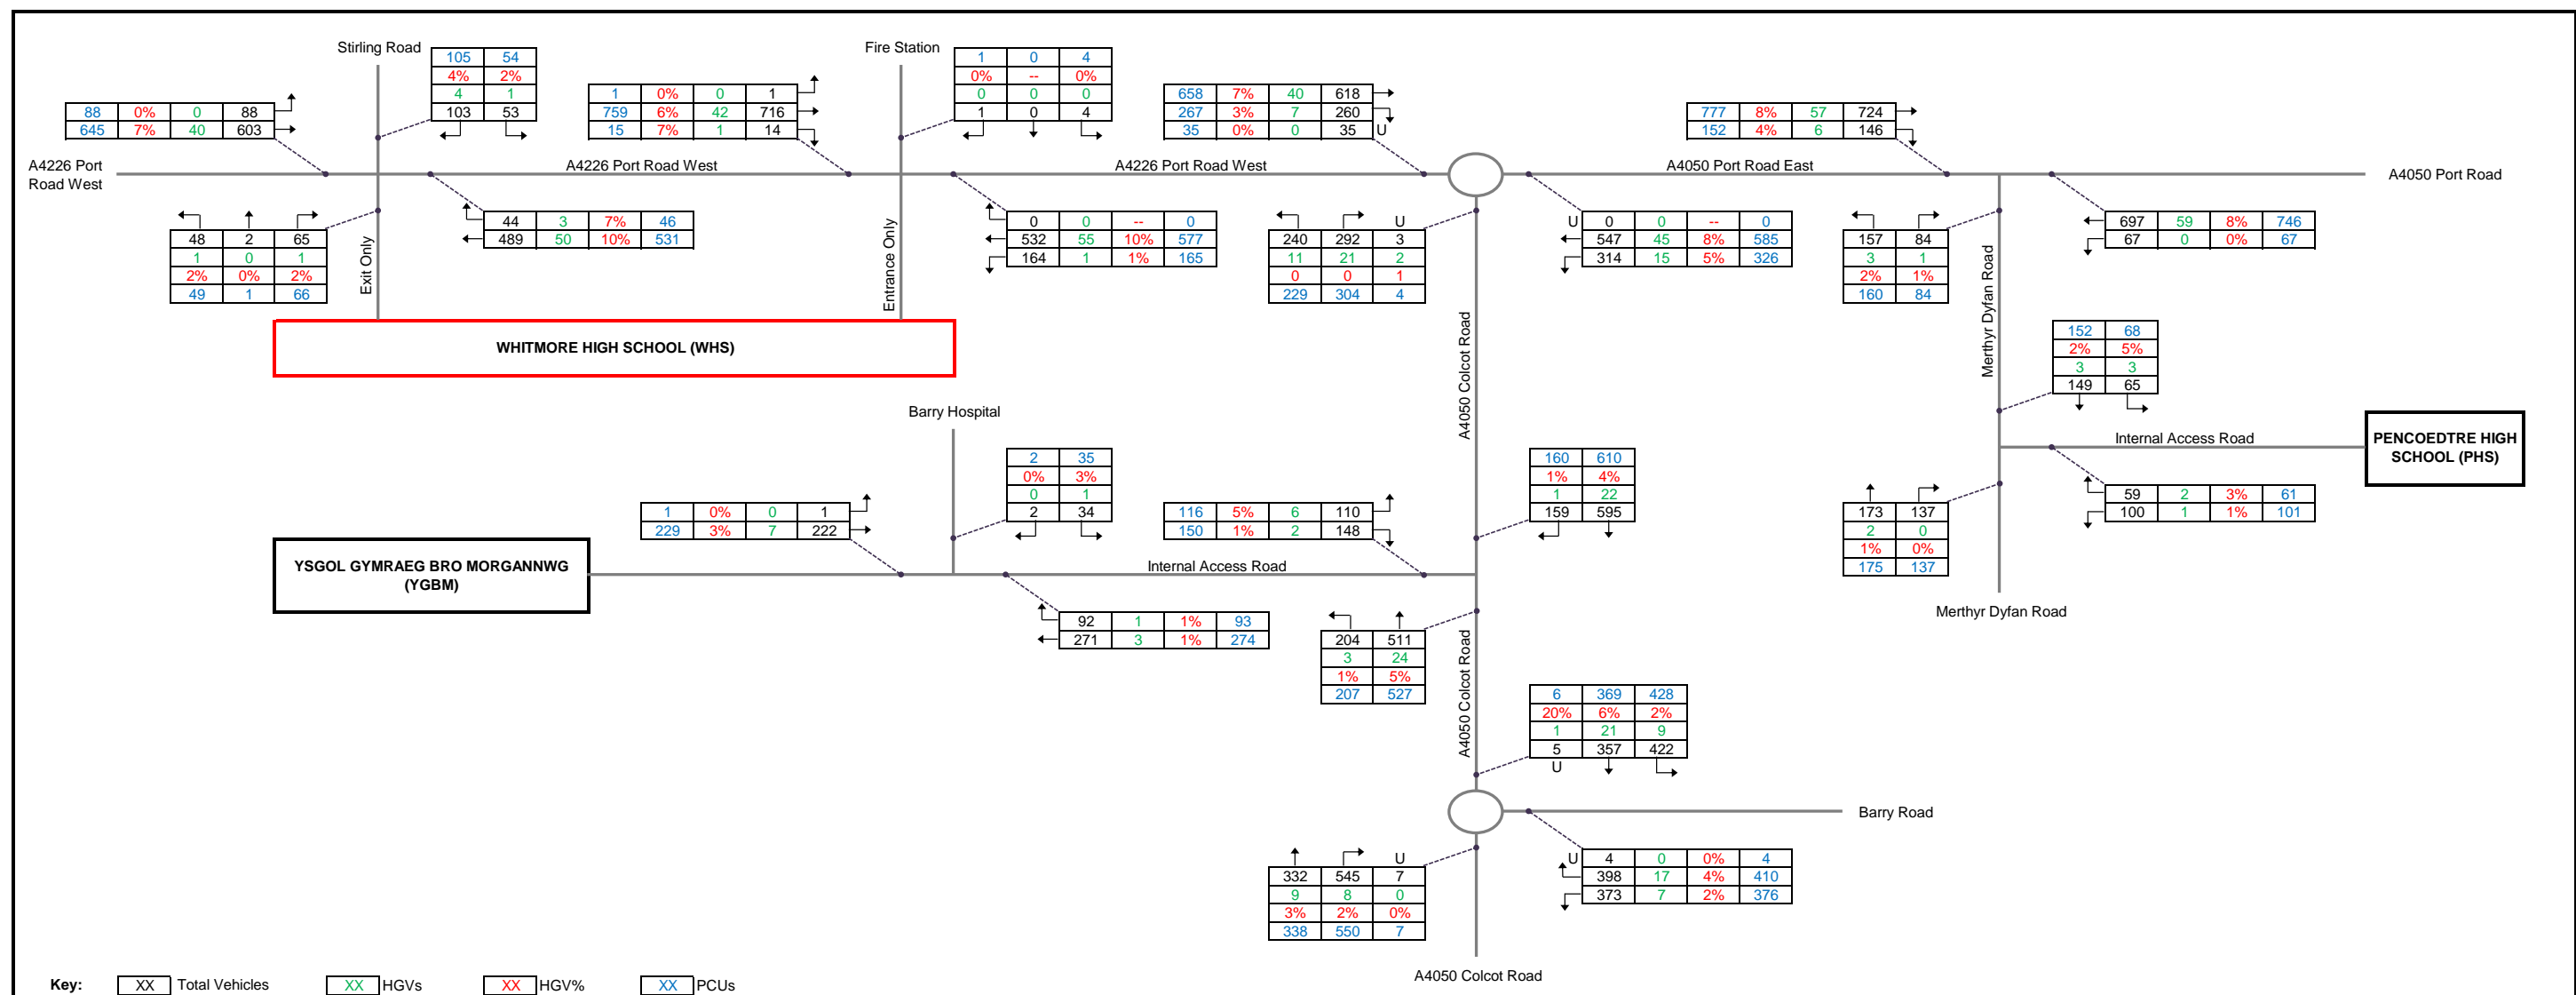 Stirling Road
105 54
4% 2%
4 1
103 53
Fire Station
1 0 4
0% -- 0%
0 0 0
1 0 4
88 0% 0 88
645 7% 40 603
1 0% 0 1
759 6% 42 716
15 7% 1 14
658 7% 40 618
267 3% 7 260
35 0% 0 35 U
777 8% 57 724
152 4% 6 146
A4226 Port
Road West
A4226 Port Road West
A4226 Port Road West
A4050 Port Road East
A4050 Port Road
48 2 65
1 0 1
2% 0% 2%
49 1 66
Exit Only
44 3 7% 46
489 50 10% 531
Entrance Only
0 0 -- 0
532 55 10% 577
164 1 1% 165
U
240 292 3
11 21 2
0 0 1
229 304 4
U 0 0 -- 0
547 45 8% 585
314 15 5% 326
157 84
3 1
2% 1%
160 84
697 59 8% 746
67 0 0% 67
WHITMORE HIGH SCHOOL (WHS)
A4050 Colcot Road
Merthyr Dyfan Road
152 68
2% 5%
3 3
149 65
Barry Hospital
2 35
0% 3%
0 1
2 34
160 610
1% 4%
1 22
159 595
Internal Access Road
PENCOEDTRE HIGH
SCHOOL (PHS)
1 0% 0 1
229 3% 7 222
116 5% 6 110
150 1% 2 148
173 137
2 0
1% 0%
175 137
59 2 3% 61
100 1 1% 101
YSGOL GYMRAEG BRO MORGANNWG
(YGBM)
Internal Access Road
Merthyr Dyfan Road
92 1 1% 93
271 3 1% 274
204 511
3 24
1% 5%
207 527
A4050 Colcot Road
6 369 428
20% 6% 2%
1 21 9
5 357 422
U
Barry Road
U
332 545 7
9 8 0
3% 2% 0%
338 550 7
U 4 0 0% 4
398 17 4% 410
373 7 2% 376
A4050 Colcot Road
Key: XX Total Vehicles XX HGVs XX HGV% XX PCUs